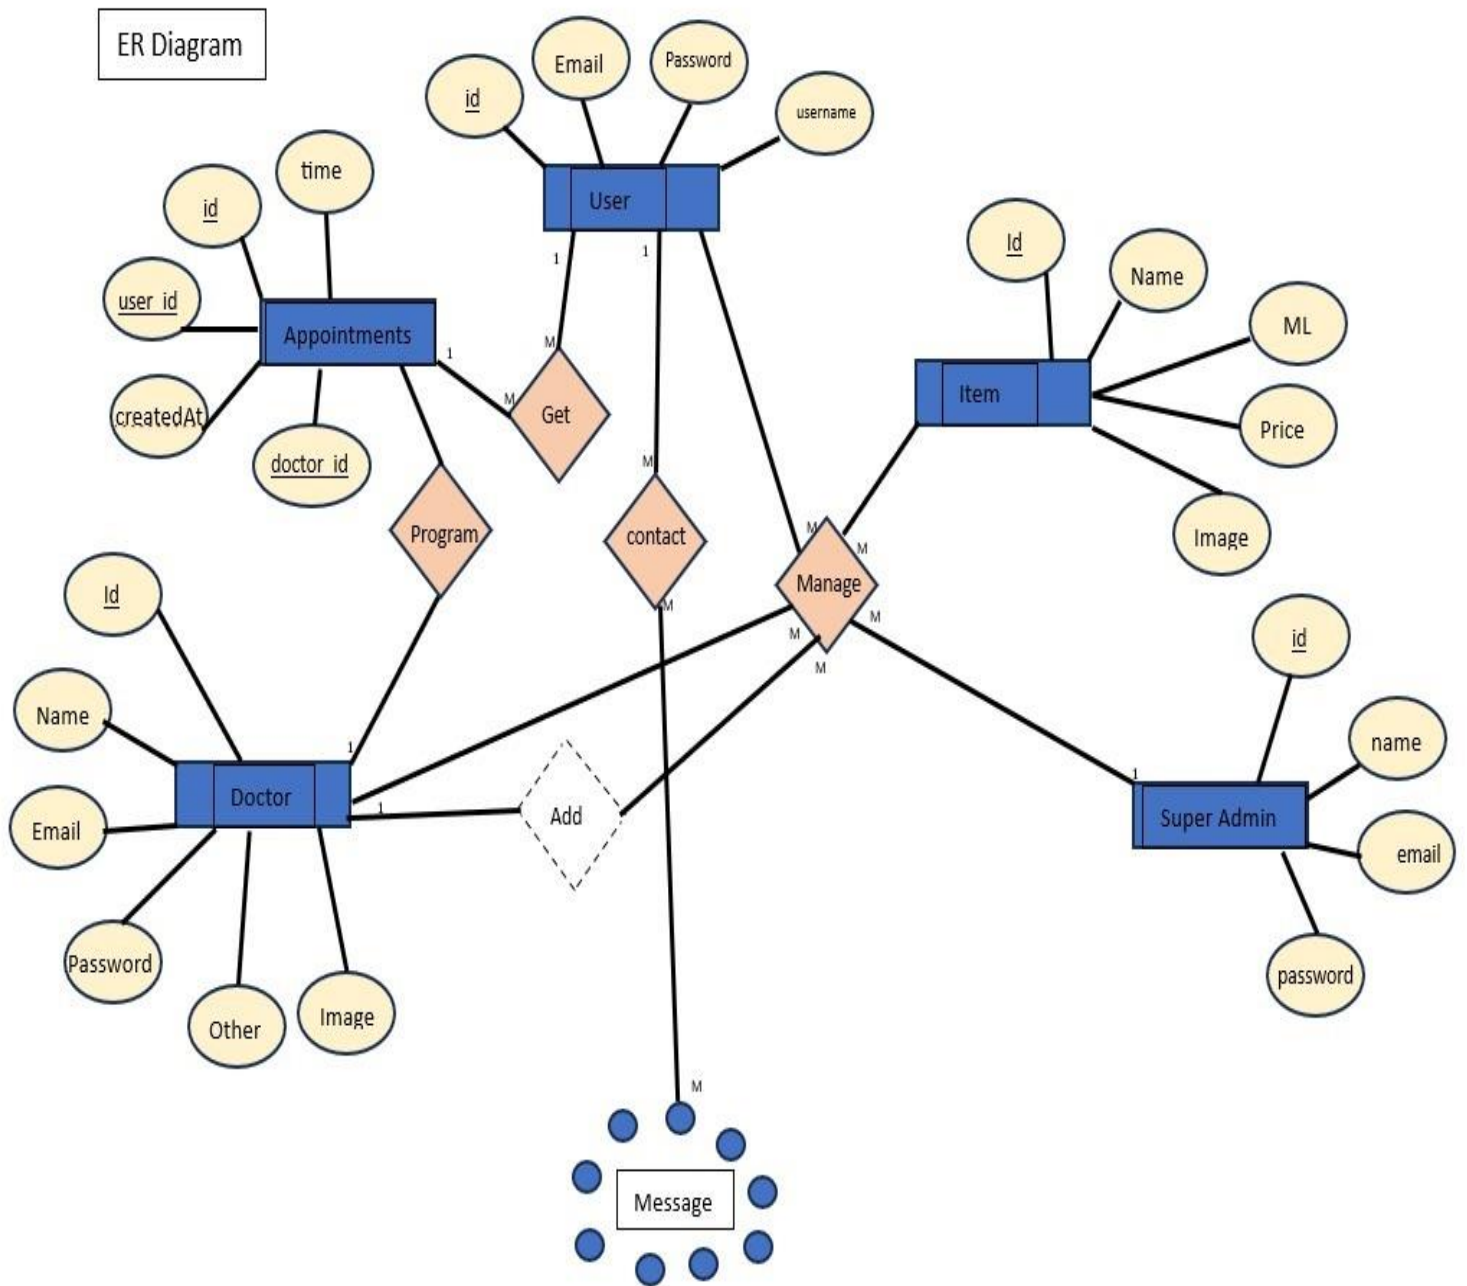 ER Diagram
id
Email
Password
username
User
id
time
user_id
Appointments
createdAt
doctor_id
1
1
1
M
M
Get
M
Program
contact
M
Id
Name
ML
Price
Image
Item
M
M
Manage
M
M
M
Id
Name
Email
Password
Other
Image
Doctor
1
1
Add
id
name
email
password
Super Admin
1
M
Message